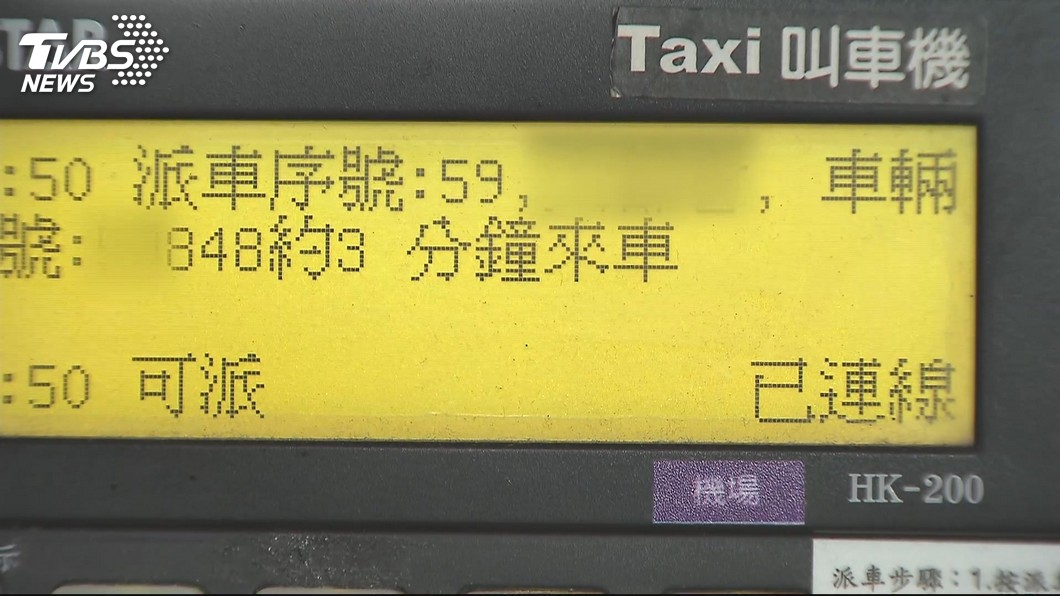 STAR
TVBS
NEWS
Taxi 叫車機
:50 派車序號:59, , 車輛
號: 848約3 分鐘來車
:50 可派 已連線
機場
HK-200
示
派車步驟：1.按派